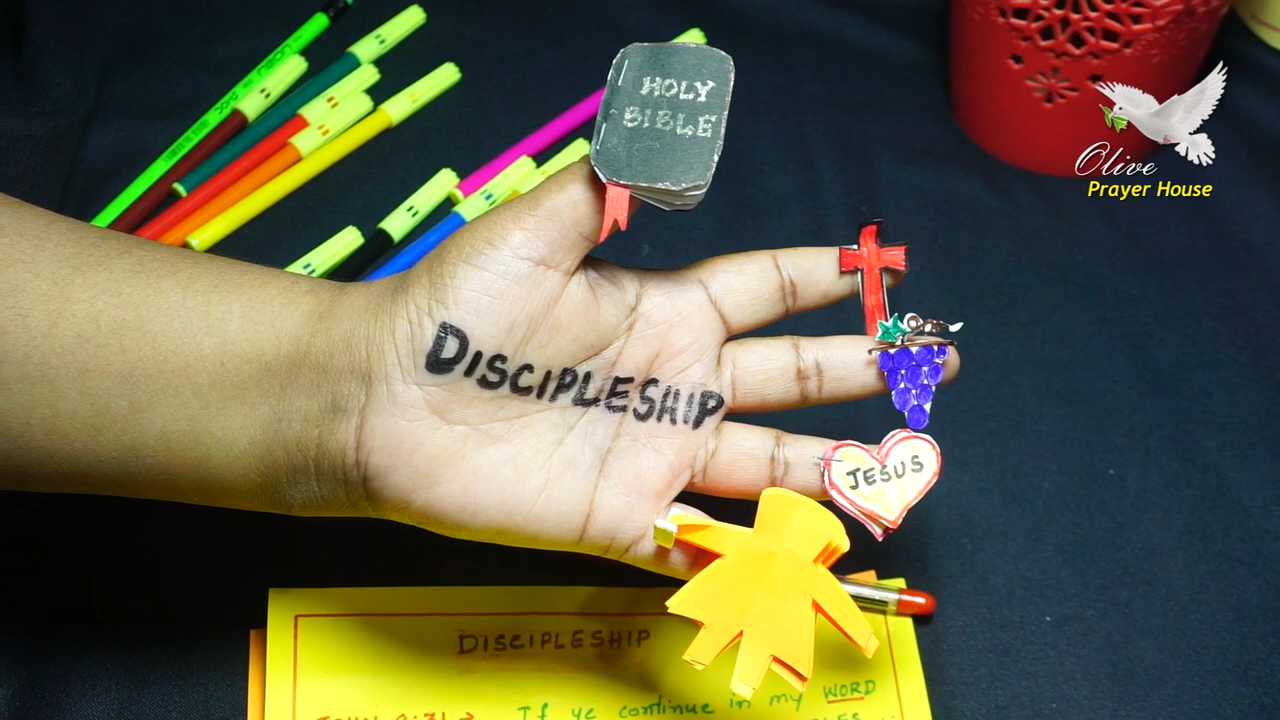 HOLY
BIBLE
Olive
Prayer House
DISCIPLESHIP
JESUS
DISCIPLESHIP
If ye continue in my WORD